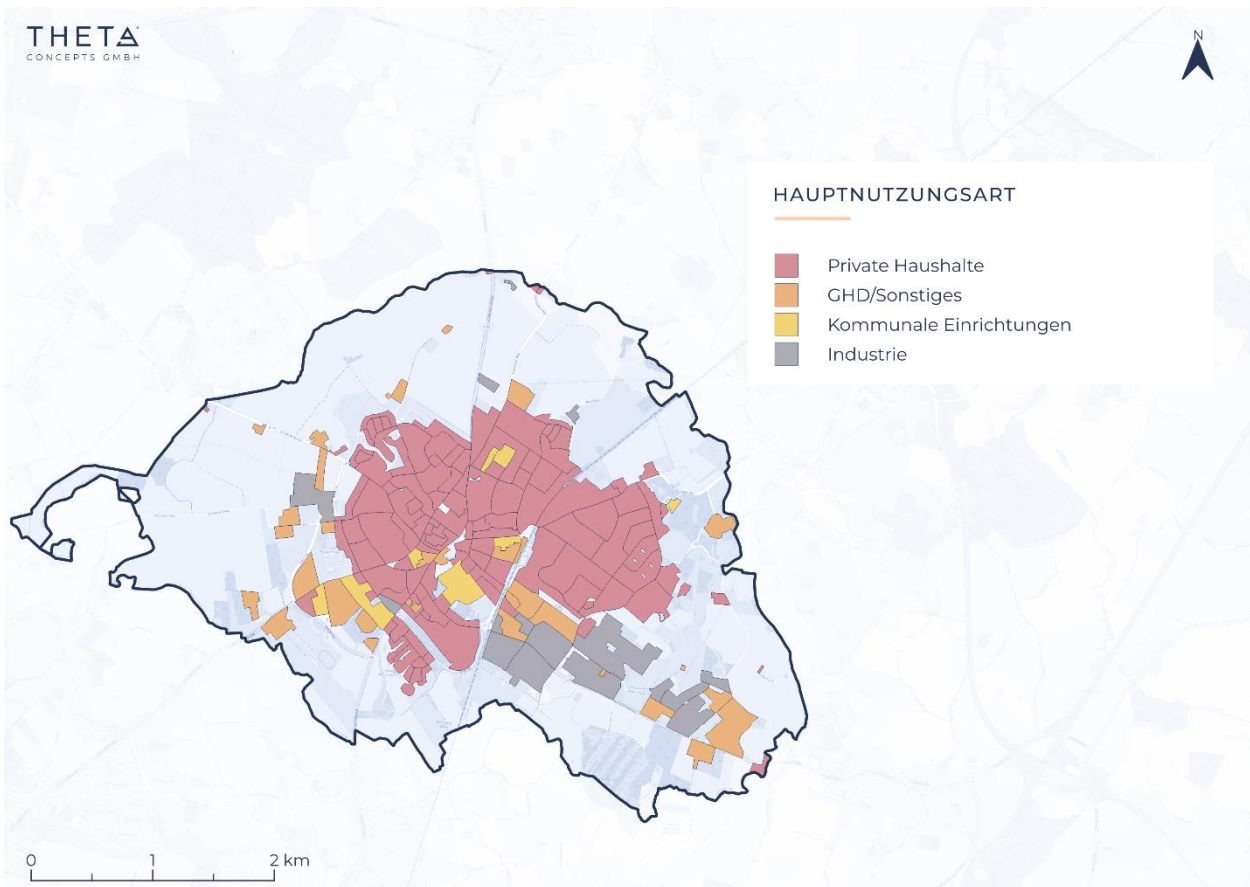 THETA
CONCEPTS GMBH
N
HAUPTNUTZUNGSART
Private Haushalte
GHD/Sonstiges
Kommunale Einrichtungen
Industrie
0 1 2 km